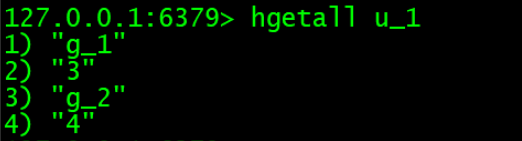 127.0.0.1:6379> hgetall u_1
1) "g_1"
2) "3"
3) "g_2"
4) "4"